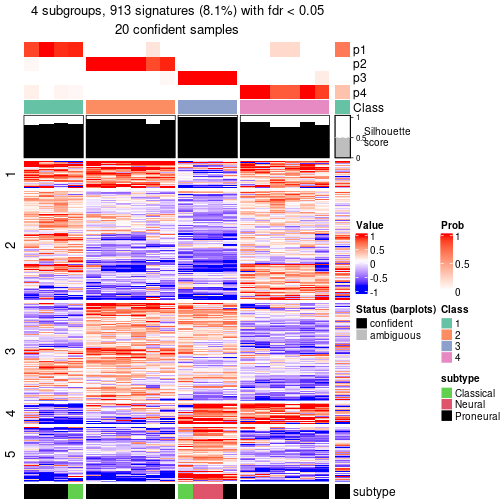 4 subgroups, 913 signatures (8.1%) with fdr < 0.05
20 confident samples
p1
p2
p3
p4
Class
1
0.5
0
Silhouette
score
1
2
3
4
5
Value
1
0.5
0
-0.5
-1
Prob
1
0.5
0
Status (barplots)
confident
ambiguous
Class
1
2
3
4
subtype
Classical
Neural
Proneural
subtype